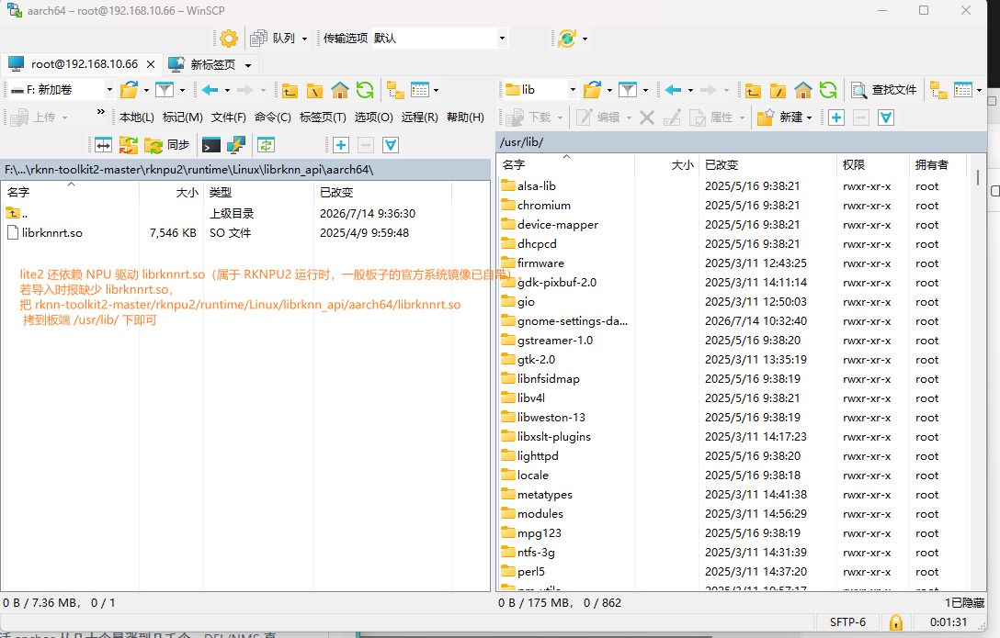 aarch64 – root@192.168.10.66 – WinSCP
队列 传输选项 默认
root@192.168.10.66 × 新标签页
F: 新加卷
上传 » 本地(L) 标记(M) 文件(F) 命令(C) 标签页(T) 选项(O) 远程(R) 帮助(H)
同步
F:\...\rknn-toolkit2-master\rknpu2\runtime\Linux\librknn_api\aarch64\
名字 大小 类型 已改变
.. 上级目录 2026/7/14 9:36:30
librknnrt.so 7,546 KB SO 文件 2025/4/9 9:59:48
lite2 还依赖 NPU 驱动 librknnrt.so（属于 RKNPU2 运行时，一般板子的官方系统镜像已自带）。
若导入时报缺少 librknnrt.so，
把 rknn-toolkit2-master/rknpu2/runtime/Linux/librknn_api/aarch64/librknnrt.so
拷到板端 /usr/lib/ 下即可
0 B / 7.36 MB， 0 / 1
lib 查找文件
下载 编辑 属性 新建
/usr/lib/
名字 大小 已改变 权限 拥有者
alsa-lib 2025/5/16 9:38:21 rwxr-xr-x root
chromium 2025/5/16 9:38:21 rwxr-xr-x root
device-mapper 2025/5/16 9:38:21 rwxr-xr-x root
dhcpcd 2025/5/16 9:38:21 rwxr-xr-x root
firmware 2025/3/11 12:43:25 rwxr-xr-x root
gdk-pixbuf-2.0 2025/3/11 14:11:14 rwxr-xr-x root
gio 2025/3/11 12:50:03 rwxr-xr-x root
gnome-settings-da... 2026/7/14 10:32:40 rwxr-xr-x root
gstreamer-1.0 2025/5/16 9:38:20 rwxr-xr-x root
gtk-2.0 2025/3/11 13:35:19 rwxr-xr-x root
libnfsidmap 2025/5/16 9:38:19 rwxr-xr-x root
libv4l 2025/5/16 9:38:21 rwxr-xr-x root
libweston-13 2025/5/16 9:38:19 rwxr-xr-x root
libxslt-plugins 2025/3/11 14:17:23 rwxr-xr-x root
lighttpd 2025/5/16 9:38:20 rwxr-xr-x root
locale 2025/5/16 9:38:18 rwxr-xr-x root
metatypes 2025/3/11 14:41:38 rwxr-xr-x root
modules 2025/3/11 14:56:29 rwxr-xr-x root
mpg123 2025/5/16 9:38:19 rwxr-xr-x root
ntfs-3g 2025/3/11 14:31:39 rwxr-xr-x root
perl5 2025/3/11 14:37:20 rwxr-xr-x root
0 B / 175 MB， 0 / 862 1已隐藏
SFTP-6 0:01:31